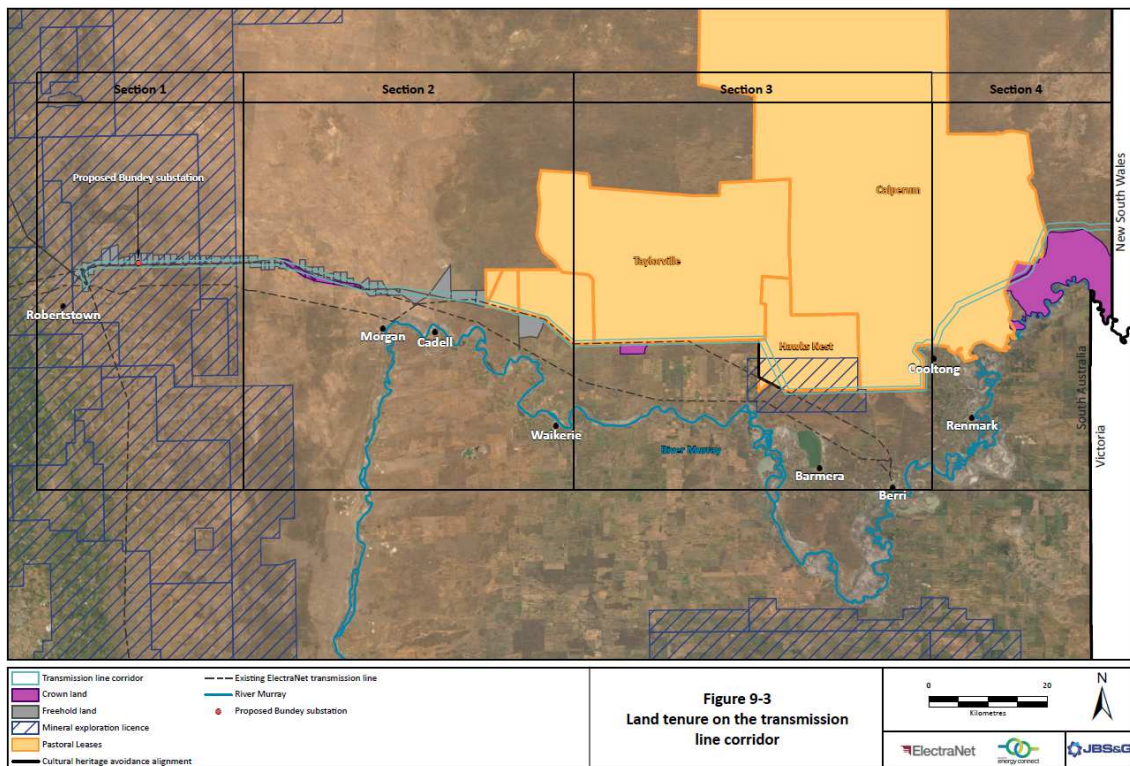 Section 1
Section 2
Section 3
Section 4
Proposed Bundey substation
New South Wales
Calperum
Taylorville
Robertstown
Morgan
Cadell
Hawks Nest
Cooltong
Waikerie
Renmark
River Murray
South Australia
Victoria
Barmera
Berri
Transmission line corridor
Crown land
Freehold land
Mineral exploration licence
Pastoral Leases
Cultural heritage avoidance alignment
Existing ElectraNet transmission line
River Murray
Proposed Bundey substation
Figure 9-3
Land tenure on the transmission
line corridor
0 20
Kilometres
N
ElectraNet
energy connect
JBS&G